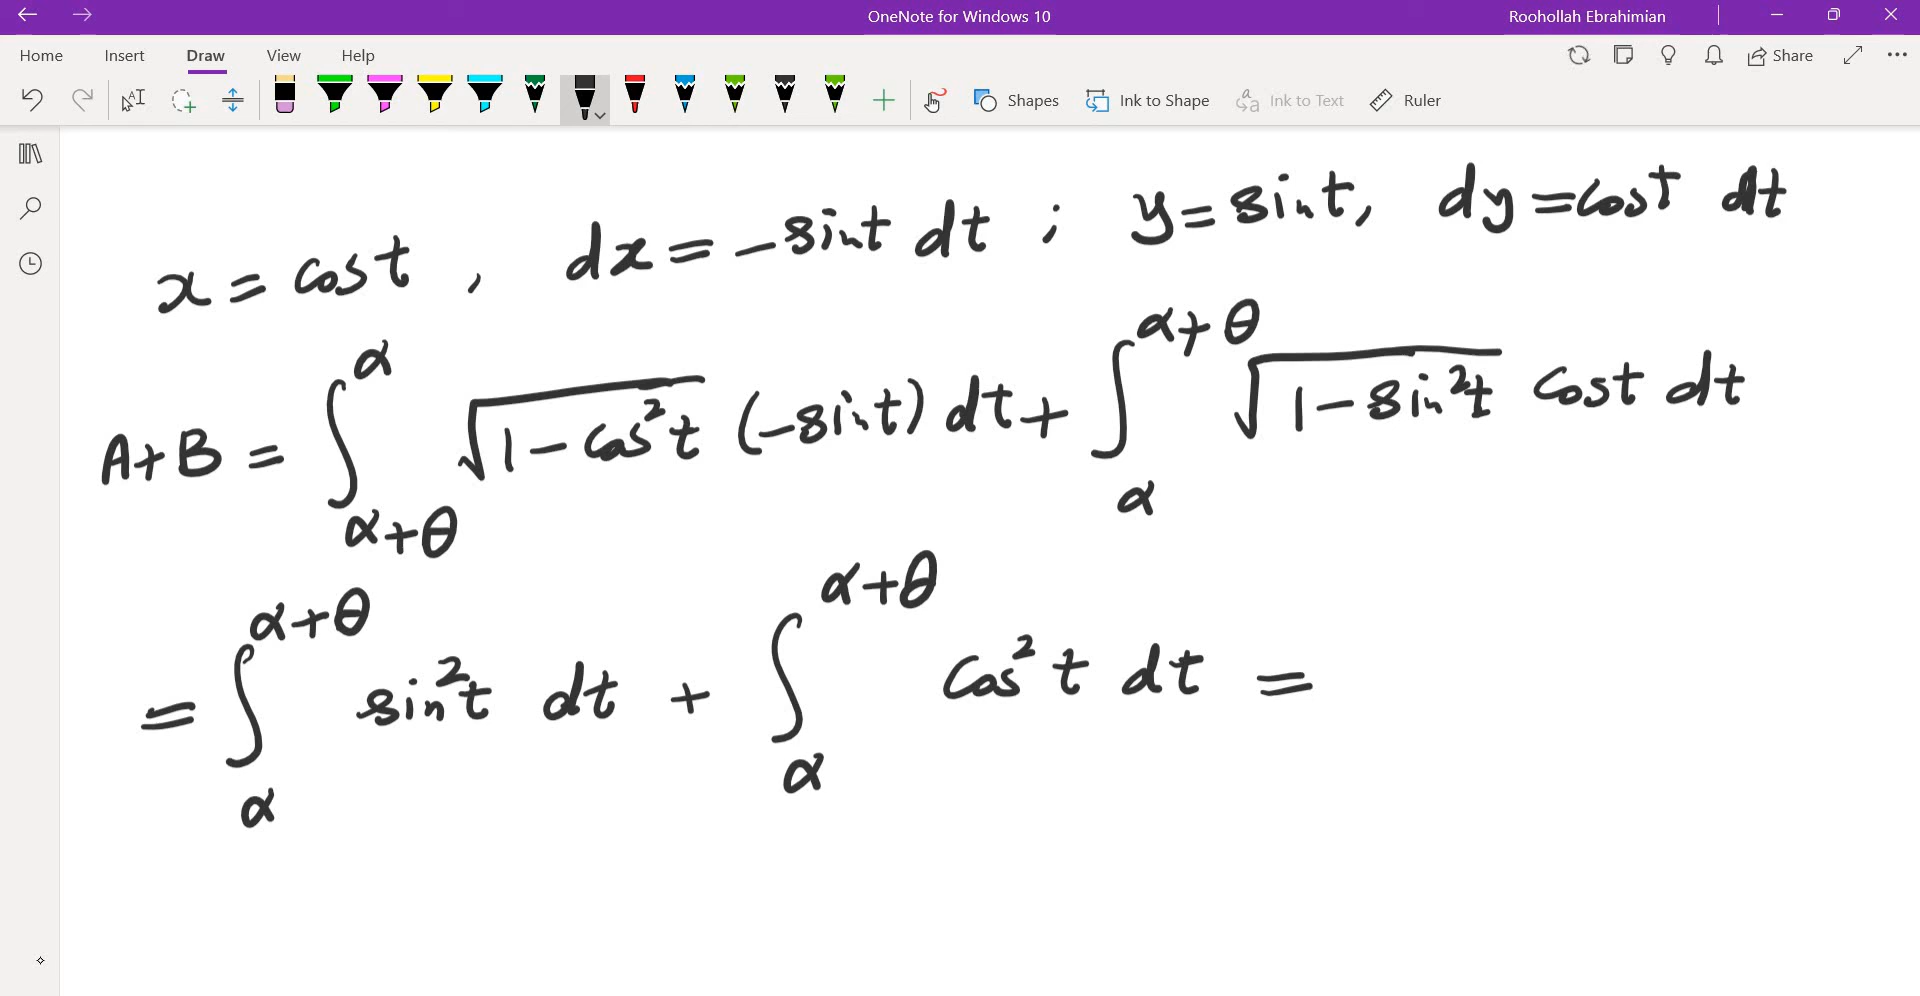 OneNote for Windows 10
Roohollah Ebrahimian
Home Insert Draw View Help
Share
Shapes Ink to Shape Ink to Text Ruler
x = cos t , dx = -sin t dt ; y = sin t, dy = cos t dt
A+B = ∫_{α+θ}^{α} √(1-cos²t) (-sin t) dt + ∫_{α}^{α+θ} √(1-sin²t) cos t dt
= ∫_{α}^{α+θ} sin²t dt + ∫_{α}^{α+θ} cos²t dt =